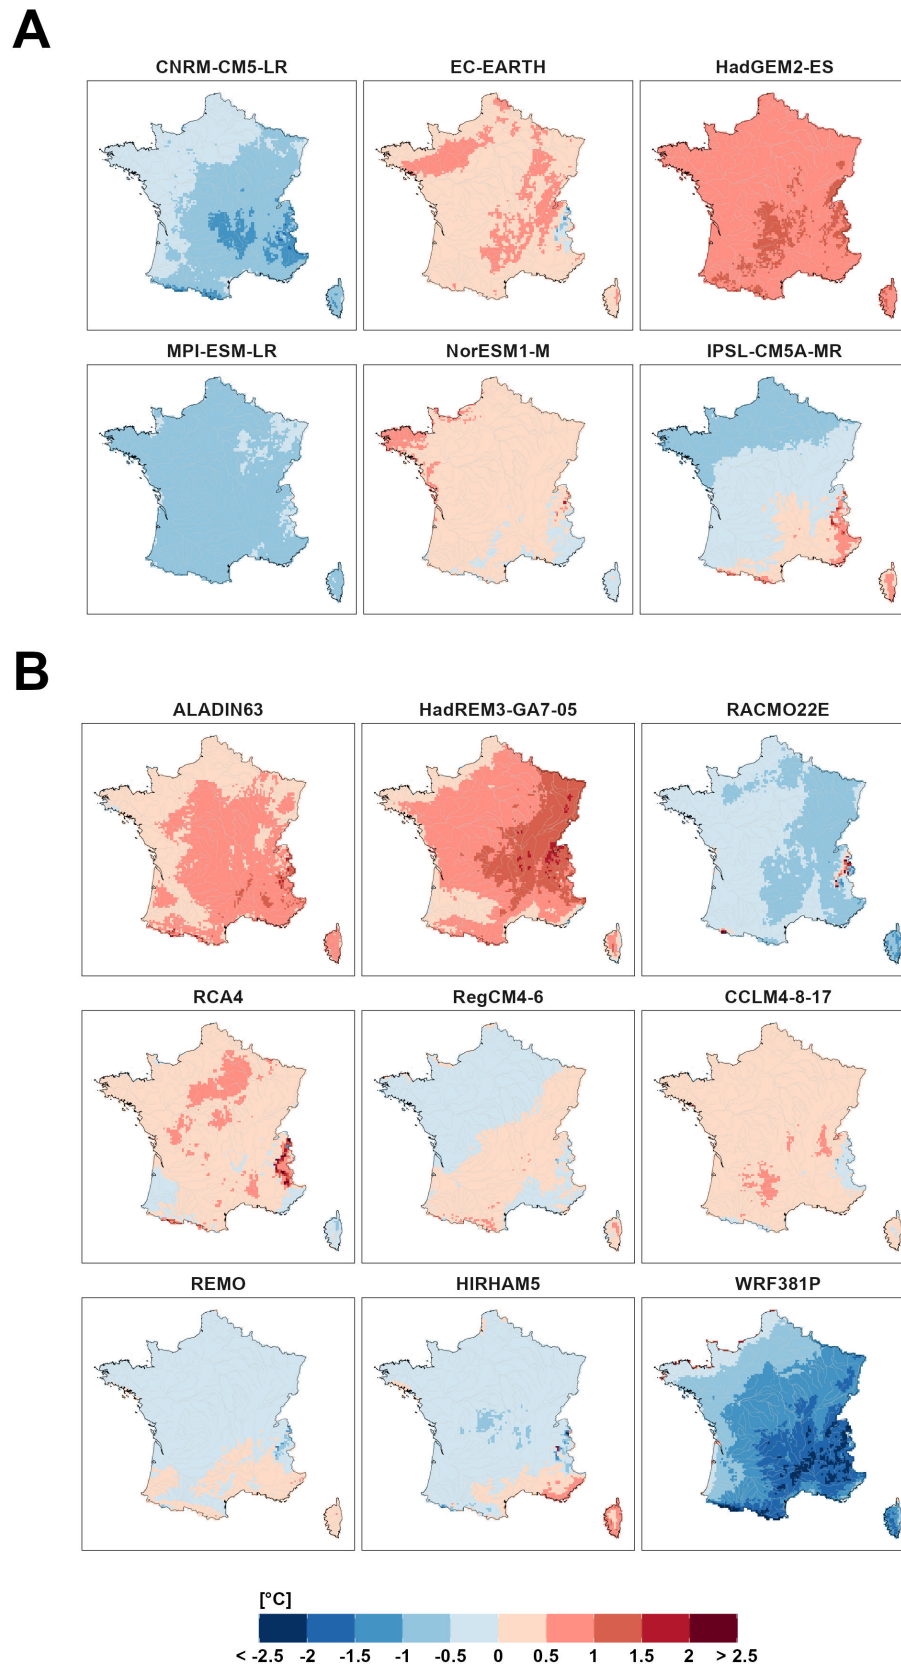 A
CNRM-CM5-LR EC-EARTH HadGEM2-ES
MPI-ESM-LR NorESM1-M IPSL-CM5A-MR
B
ALADIN63 HadREM3-GA7-05 RACMO22E
RCA4 RegCM4-6 CCLM4-8-17
REMO HIRHAM5 WRF381P
[°C]
< -2.5 -2 -1.5 -1 -0.5 0 0.5 1 1.5 2 > 2.5